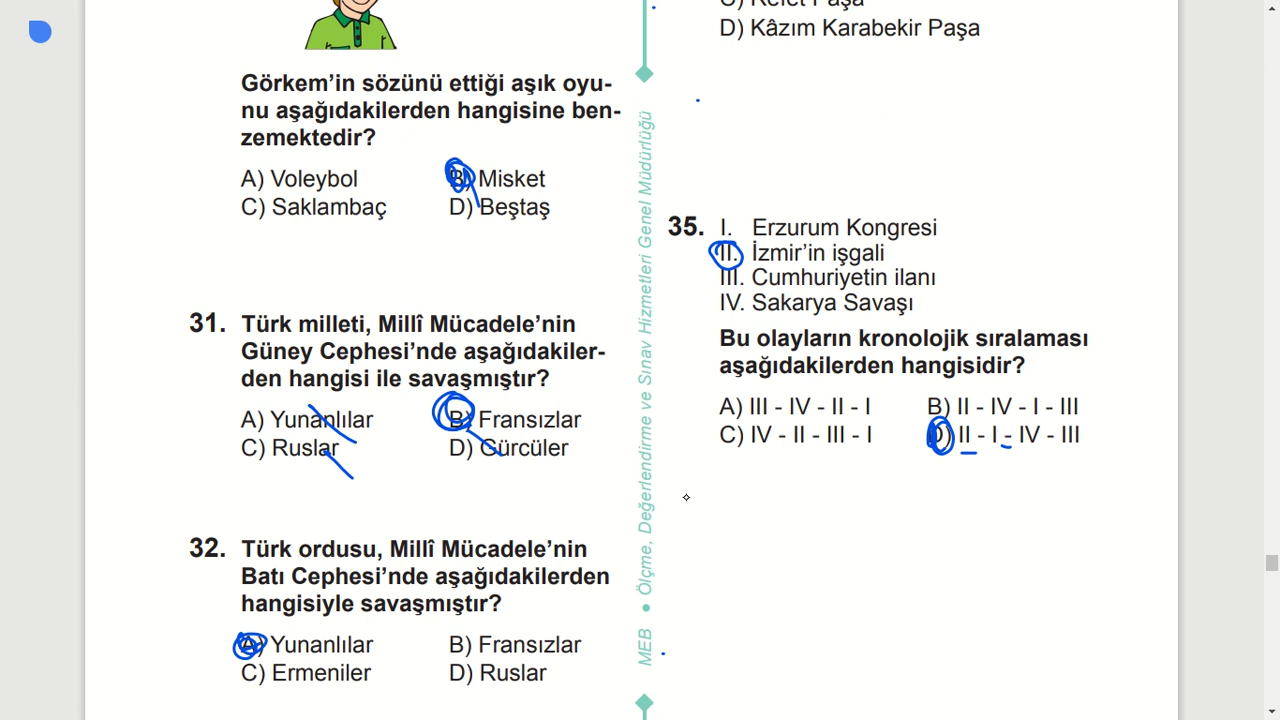 Görkem'in sözünü ettiği aşık oyu-
nu aşağıdakilerden hangisine ben-
zemektedir?
A) Voleybol
B) Misket
C) Saklambaç
D) Beştaş
31. Türk milleti, Millî Mücadele'nin
Güney Cephesi'nde aşağıdakiler-
den hangisi ile savaşmıştır?
A) Yunanlılar
B) Fransızlar
C) Ruslar
D) Gürcüler
32. Türk ordusu, Millî Mücadele'nin
Batı Cephesi'nde aşağıdakilerden
hangisiyle savaşmıştır?
A) Yunanlılar
B) Fransızlar
C) Ermeniler
D) Ruslar
MEB ● Ölçme, Değerlendirme ve Sınav Hizmetleri Genel Müdürlüğü
C) Refet Paşa
D) Kâzım Karabekir Paşa
35. I. Erzurum Kongresi
II. İzmir'in işgali
III. Cumhuriyetin ilanı
IV. Sakarya Savaşı
Bu olayların kronolojik sıralaması
aşağıdakilerden hangisidir?
A) III - IV - II - I
B) II - IV - I - III
C) IV - II - III - I
D) II - I - IV - III